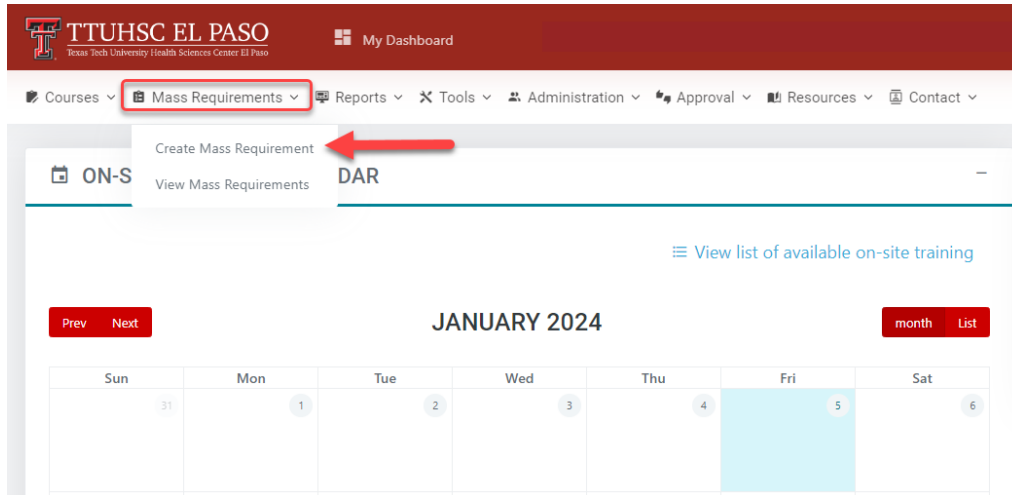 TTUHSC EL PASO
Texas Tech University Health Sciences Center El Paso
My Dashboard
Courses Mass Requirements Reports Tools Administration Approval Resources Contact
Create Mass Requirement
View Mass Requirements
ON-S DAR
View list of available on-site training
Prev Next JANUARY 2024 month List
Sun Mon Tue Wed Thu Fri Sat
31 1 2 3 4 5 6